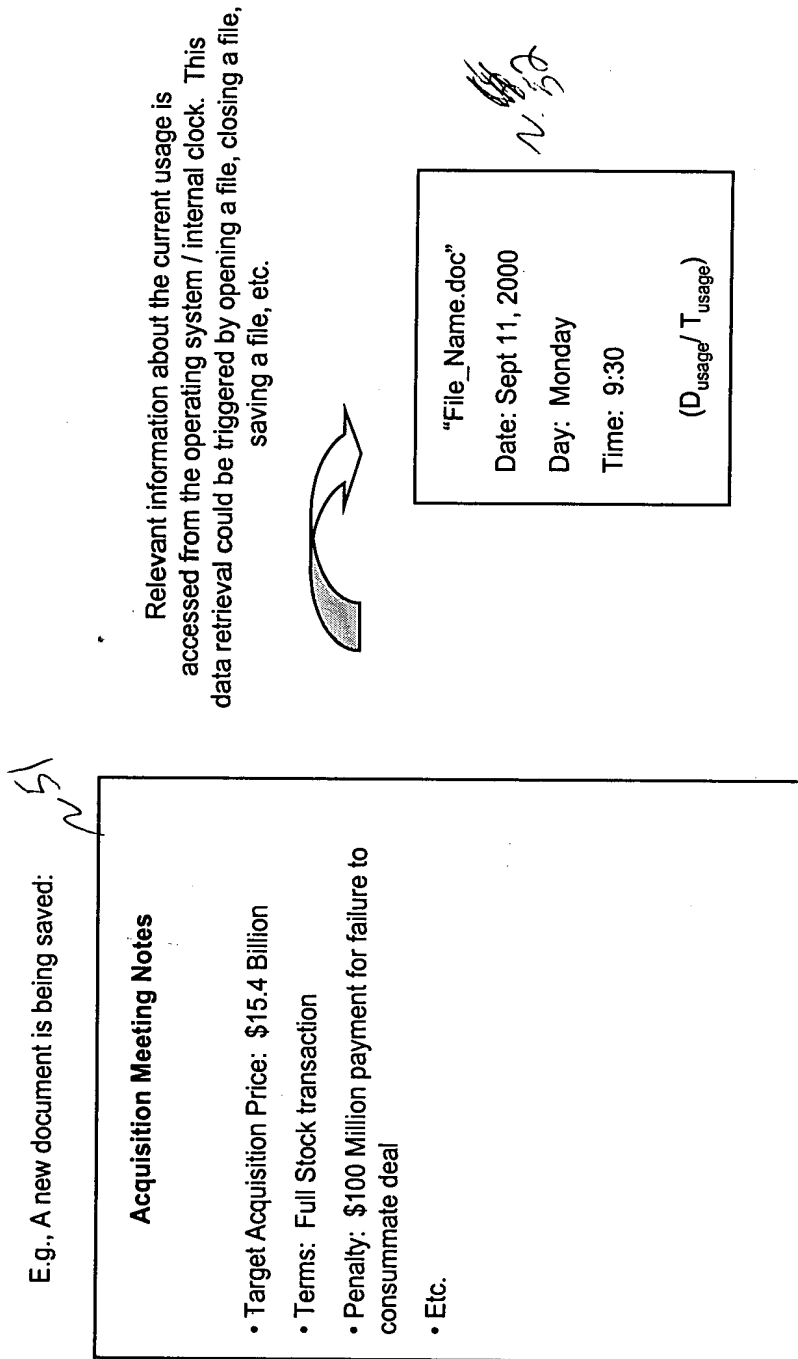 E.g., A new document is being saved:
N 51
Acquisition Meeting Notes
• Target Acquisition Price: $15.4 Billion
• Terms: Full Stock transaction
• Penalty: $100 Million payment for failure to
consummate deal
• Etc.
Relevant information about the current usage is
accessed from the operating system / internal clock. This
data retrieval could be triggered by opening a file, closing a file,
saving a file, etc.
N. 52
"File_Name.doc"
Date: Sept 11, 2000
Day: Monday
Time: 9:30
(Dusage/ Tusage)